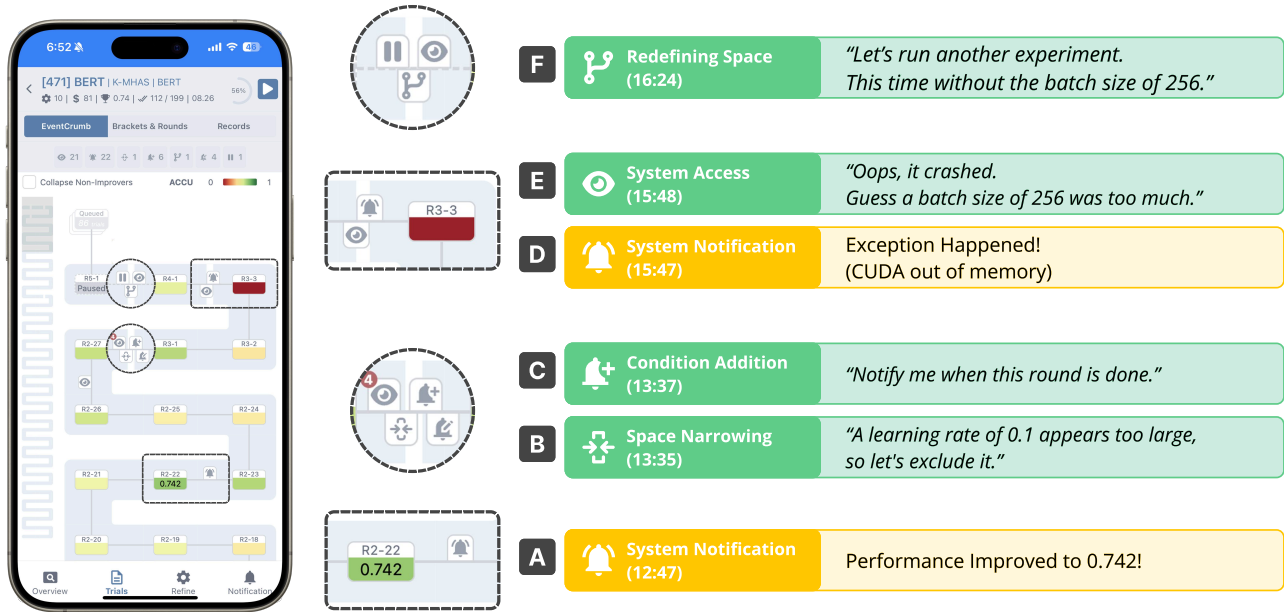 6:52
46
[471] BERT | K-MHAS | BERT
10 | $ 81 | 0.74 | 112 / 199 | 08.26
56%
EventCrumb
Brackets & Rounds
Records
21 22 1 6 1 4 1
Collapse Non-Improvers
ACCU 0 1
Queued
R5-1
Paused
R4-1
R3-3
R2-27
4
R3-1
R3-2
R2-26
R2-25
R2-24
R2-21
R2-22
0.742
R2-23
R2-20
R2-19
R2-18
Overview
Trials
Refine
Notification
R3-3
4
R2-22
0.742
F
Redefining Space
(16:24)
“Let’s run another experiment.
This time without the batch size of 256.”
E
System Access
(15:48)
“Oops, it crashed.
Guess a batch size of 256 was too much.”
D
System Notification
(15:47)
Exception Happened!
(CUDA out of memory)
C
Condition Addition
(13:37)
“Notify me when this round is done.”
B
Space Narrowing
(13:35)
“A learning rate of 0.1 appears too large,
so let's exclude it.”
A
System Notification
(12:47)
Performance Improved to 0.742!